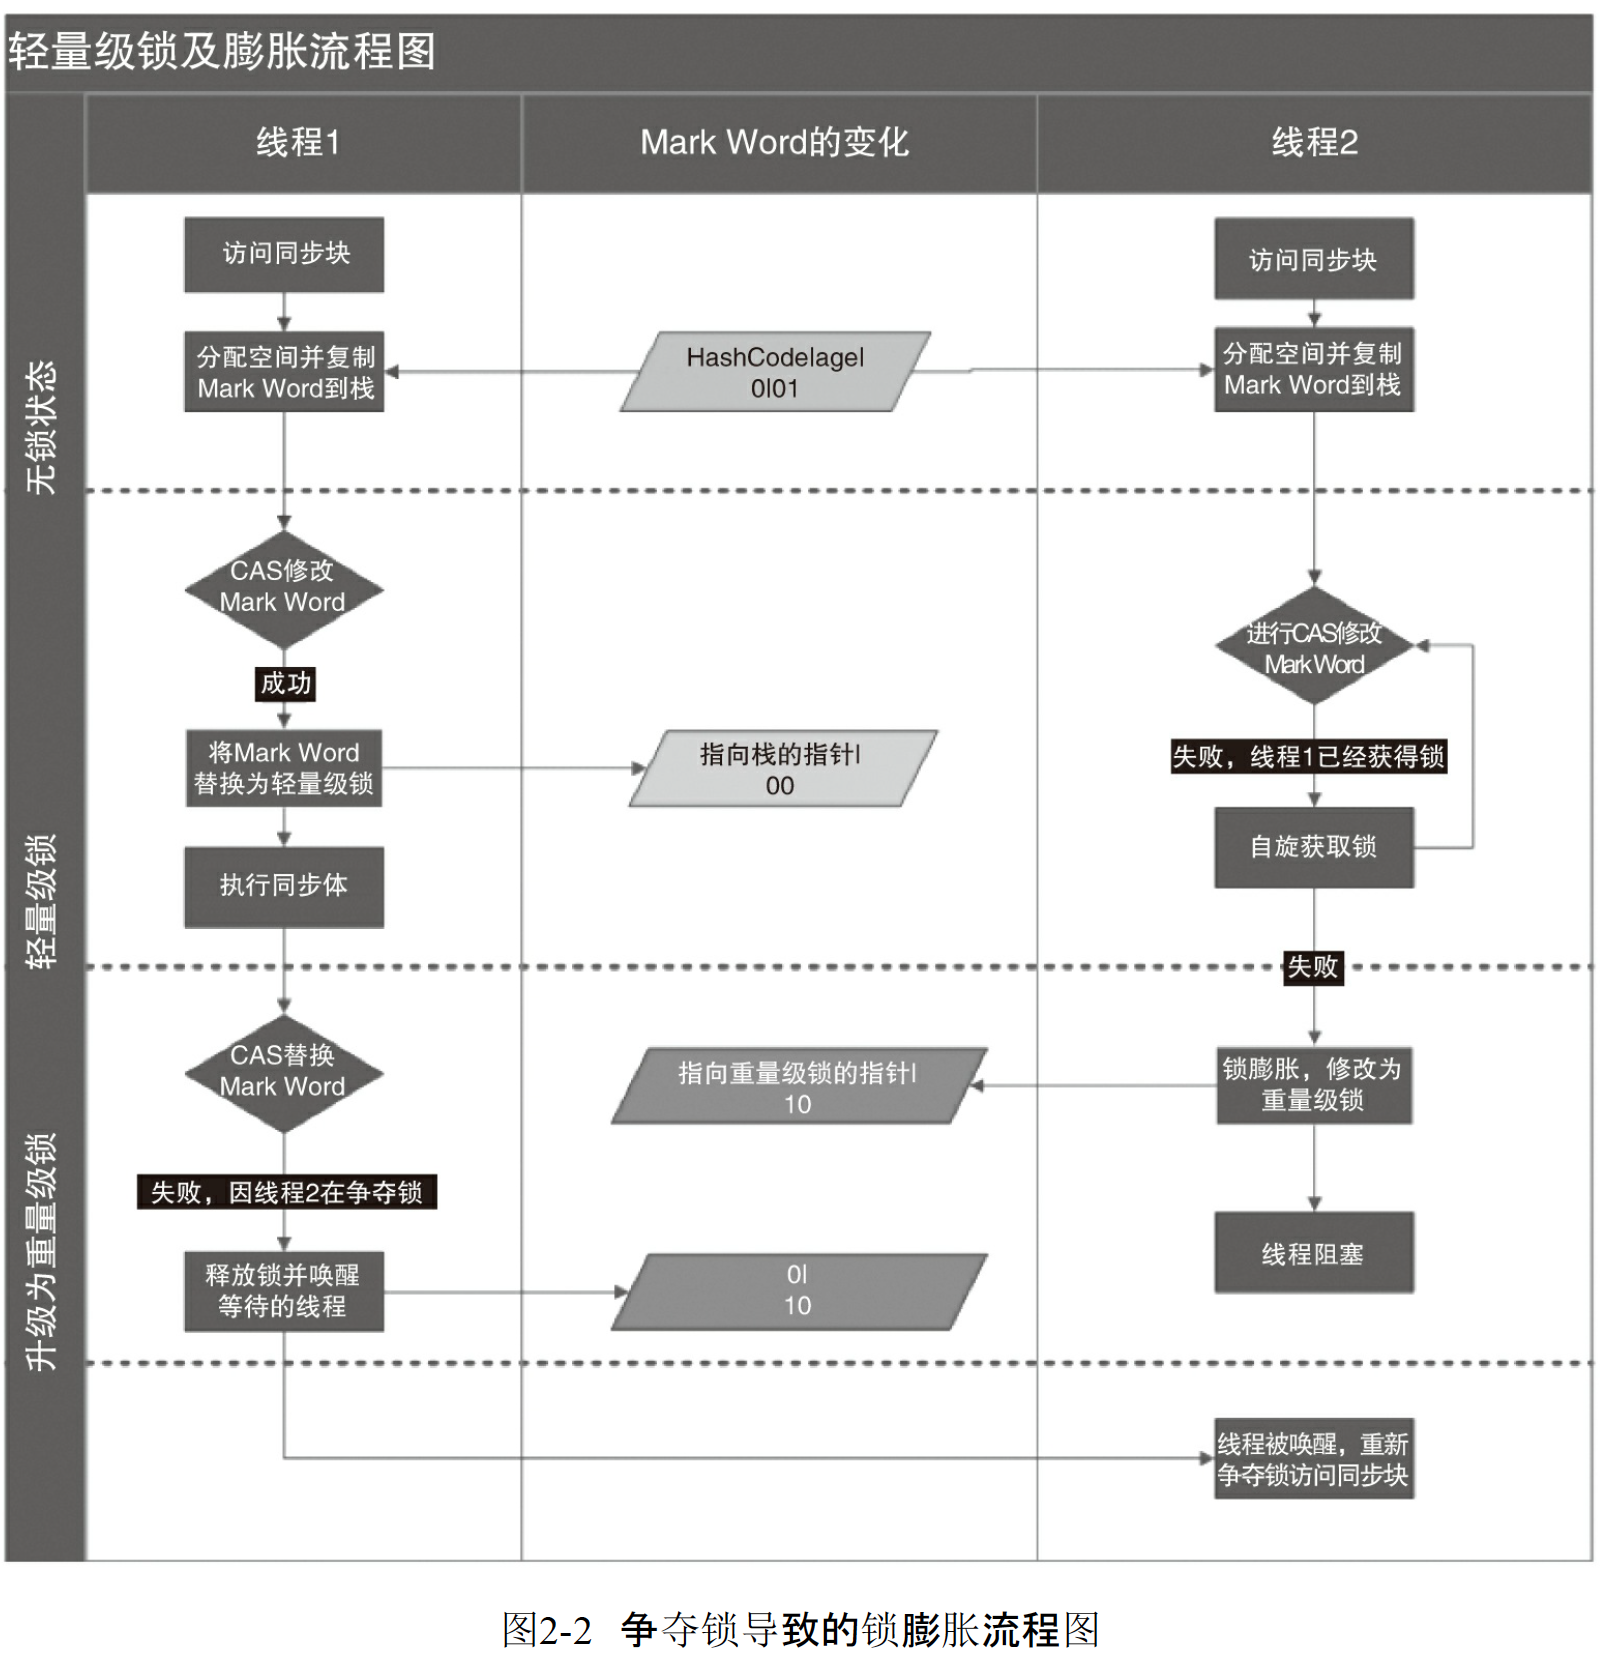 轻量级锁及膨胀流程图
线程1
Mark Word的变化
线程2
无锁状态
访问同步块
访问同步块
分配空间并复制
Mark Word到栈
HashCode|age|
0|01
分配空间并复制
Mark Word到栈
轻量级锁
CAS修改
Mark Word
成功
将Mark Word
替换为轻量级锁
执行同步体
指向栈的指针|
00
进行CAS修改
Mark Word
失败，线程1已经获得锁
自旋获取锁
失败
升级为重量级锁
CAS替换
Mark Word
失败，因线程2在争夺锁
释放锁并唤醒
等待的线程
指向重量级锁的指针|
10
0|
10
锁膨胀，修改为
重量级锁
线程阻塞
线程被唤醒，重新
争夺锁访问同步块
图2-2 争夺锁导致的锁膨胀流程图